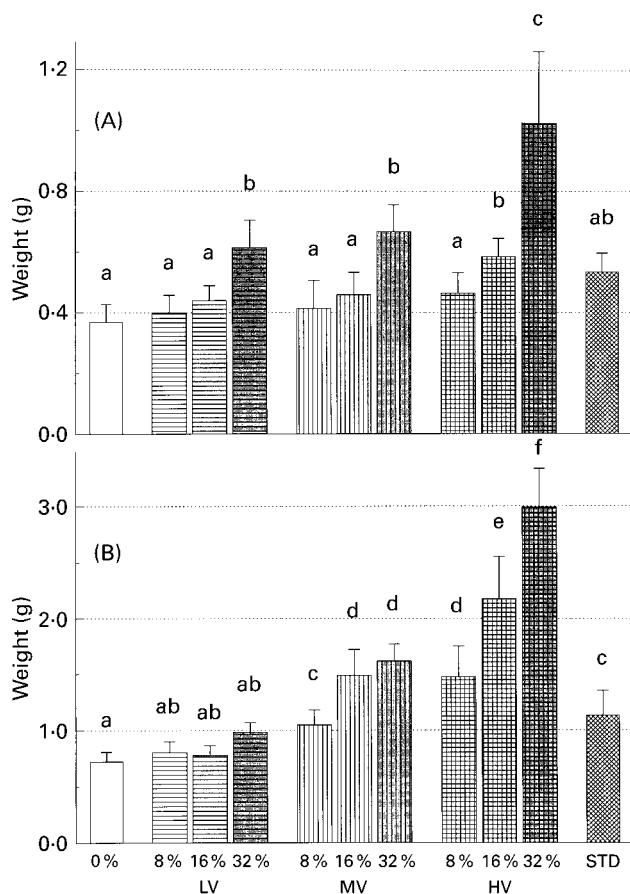 c
1·2
(A)
b
b
0·8
b
ab
a
a
a
a
a
a
Weight (g)
0·4
0·0
f
3·0
(B)
e
d
d
d
2·0
c
c
ab
ab
ab
a
Weight (g)
1·0
0·0
0 %
8 %
16 %
32 %
8 %
16 %
32 %
8 %
16 %
32 %
STD
LV
MV
HV